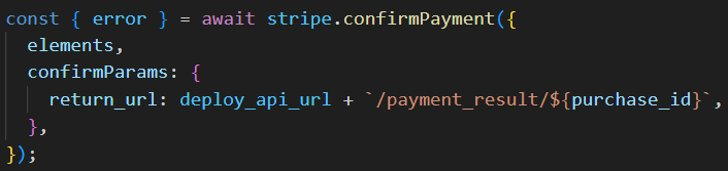 const { error } = await stripe.confirmPayment({
  elements,
  confirmParams: {
    return_url: deploy_api_url + `/payment_result/${purchase_id}`,
  },
});